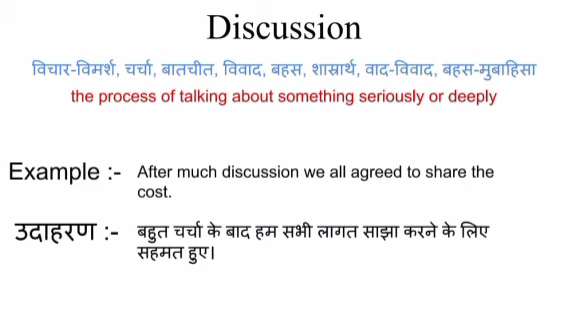 Discussion
विचार-विमर्श, चर्चा, बातचीत, विवाद, बहस, शास्त्रार्थ, वाद-विवाद, बहस-मुबाहिसा
the process of talking about something seriously or deeply
Example :- After much discussion we all agreed to share the
cost.
उदाहरण :- बहुत चर्चा के बाद हम सभी लागत साझा करने के लिए
सहमत हुए।